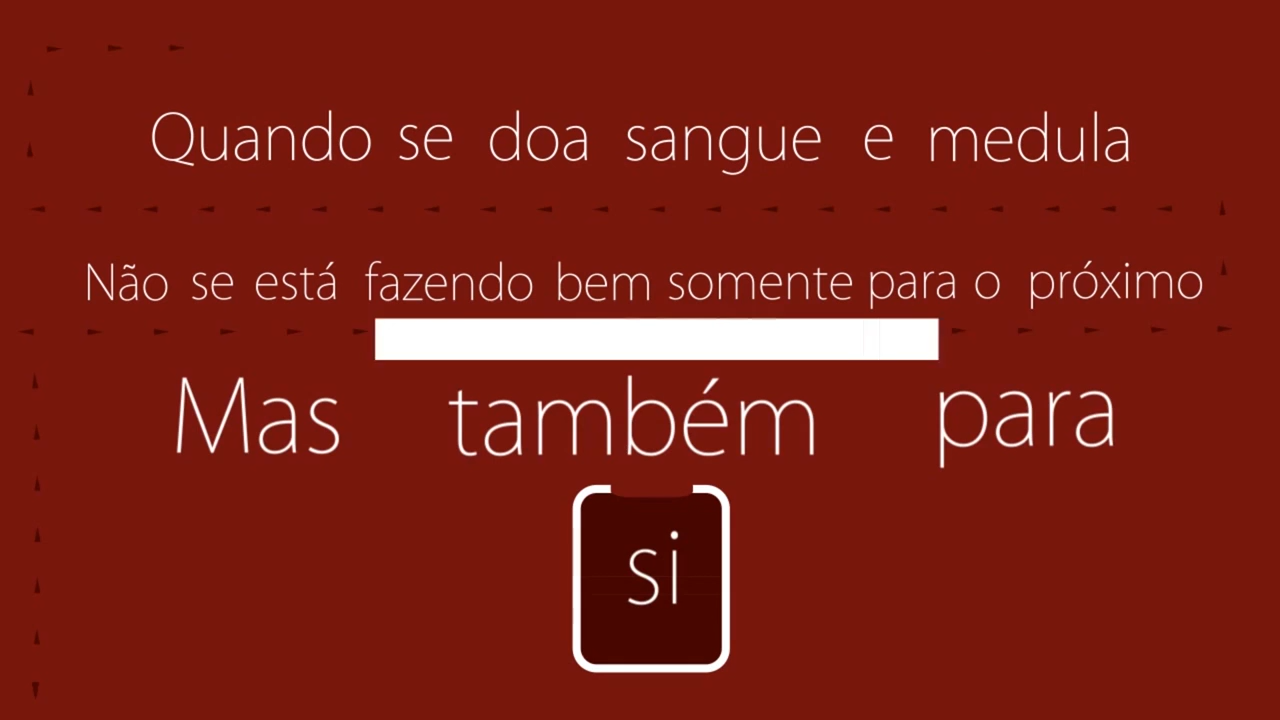 Quando se doa sangue e medula
Não se está fazendo bem somente para o próximo
Mas também para
si